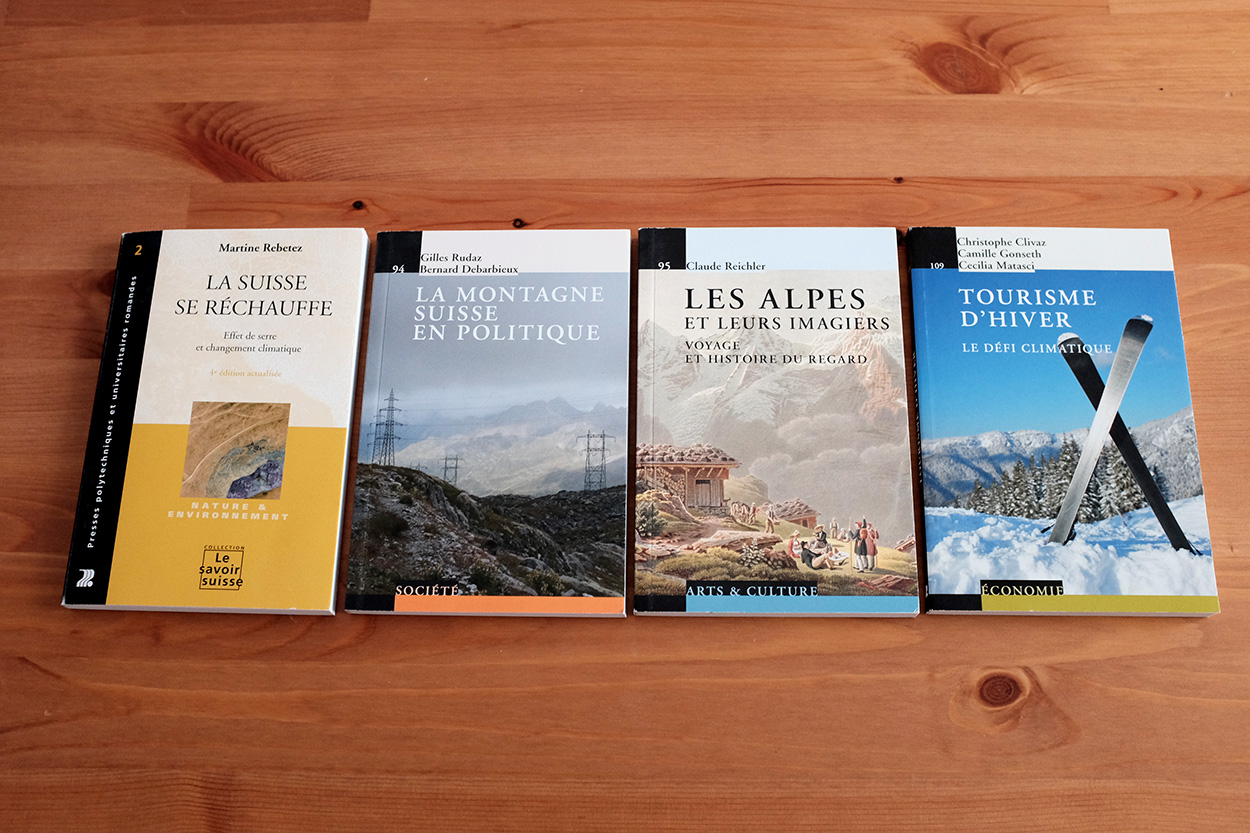 2
Presses polytechniques et universitaires romandes
Martine Rebetez
LA SUISSE
SE RÉCHAUFFE
Effet de serre
et changement climatique
4e édition actualisée
NATURE &
ENVIRONNEMENT
COLLECTION
Le
savoir
suisse
94
Gilles Rudaz
Bernard Debarbieux
LA MONTAGNE
SUISSE
EN POLITIQUE
SOCIÉTÉ
95
Claude Reichler
LES ALPES
ET LEURS IMAGIERS
VOYAGE
ET HISTOIRE DU REGARD
ARTS & CULTURE
109
Christophe Clivaz
Camille Gonseth
Cecilia Matasci
TOURISME
D'HIVER
LE DÉFI CLIMATIQUE
ÉCONOMIE